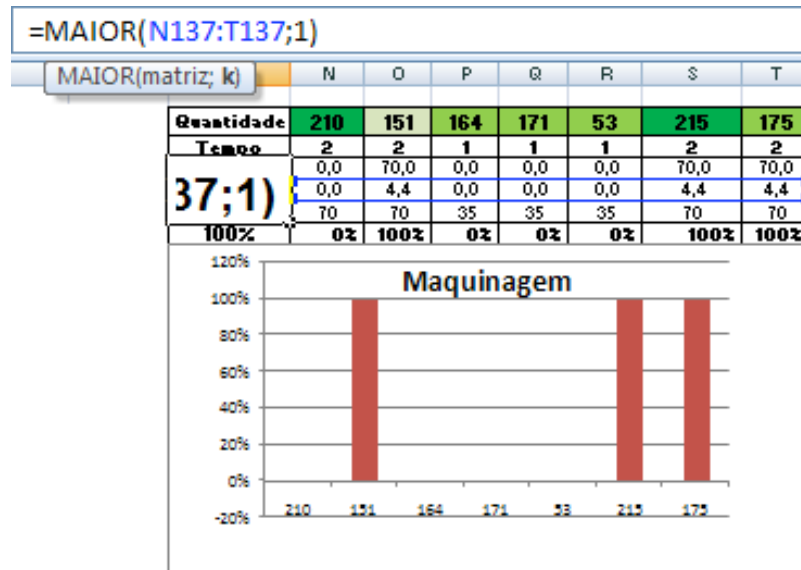 =MAIOR(N137:T137;1)
MAIOR(matriz; k) N O P Q R S T
Quantidade 210 151 164 171 53 215 175
Tempo 2 2 1 1 1 2 2
0,0 70,0 0,0 0,0 0,0 70,0 70,0
37;1) 0,0 4,4 0,0 0,0 0,0 4,4 4,4
70 70 35 35 35 70 70
100% 0% 100% 0% 0% 0% 100% 100%
Maquinagem
120%
100%
80%
60%
40%
20%
0%
-20%
210 151 164 171 53 215 175